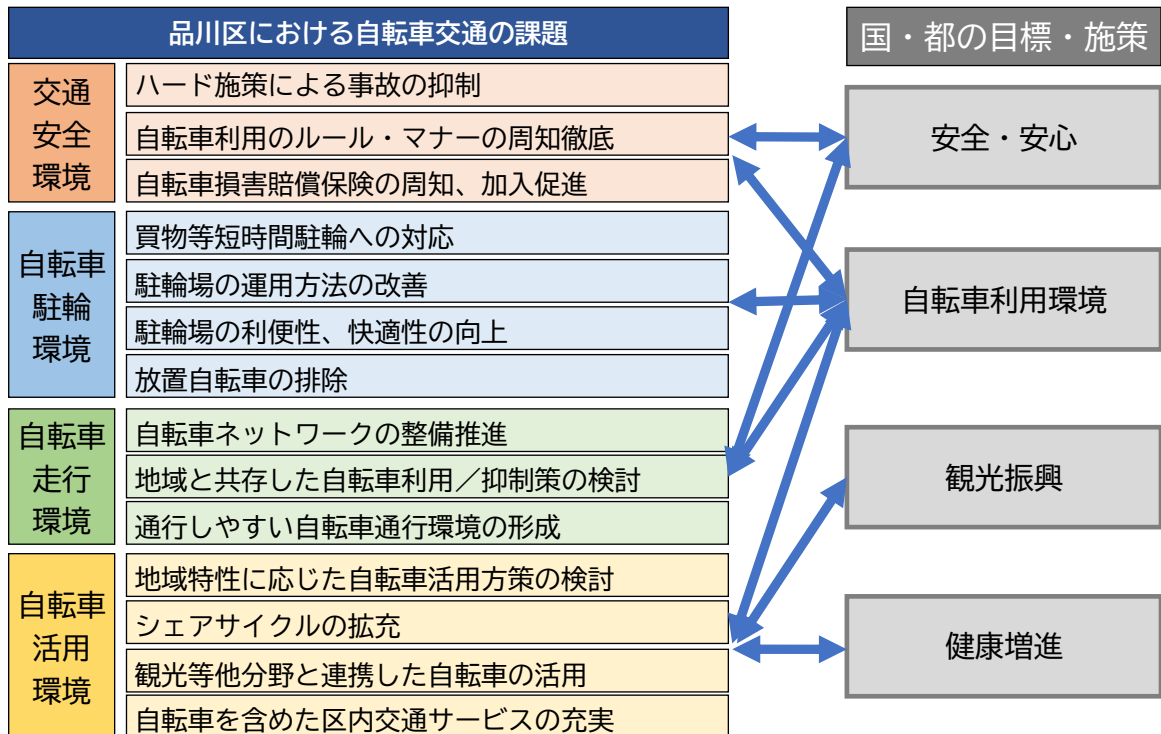 品川区における自転車交通の課題
国・都の目標・施策
交通
安全
環境
ハード施策による事故の抑制
自転車利用のルール・マナーの周知徹底
自転車損害賠償保険の周知、加入促進
自転車
駐輪
環境
買物等短時間駐輪への対応
駐輪場の運用方法の改善
駐輪場の利便性、快適性の向上
放置自転車の排除
自転車
走行
環境
自転車ネットワークの整備推進
地域と共存した自転車利用／抑制策の検討
通行しやすい自転車通行環境の形成
自転車
活用
環境
地域特性に応じた自転車活用方策の検討
シェアサイクルの拡充
観光等他分野と連携した自転車の活用
自転車を含めた区内交通サービスの充実
安全・安心
自転車利用環境
観光振興
健康増進